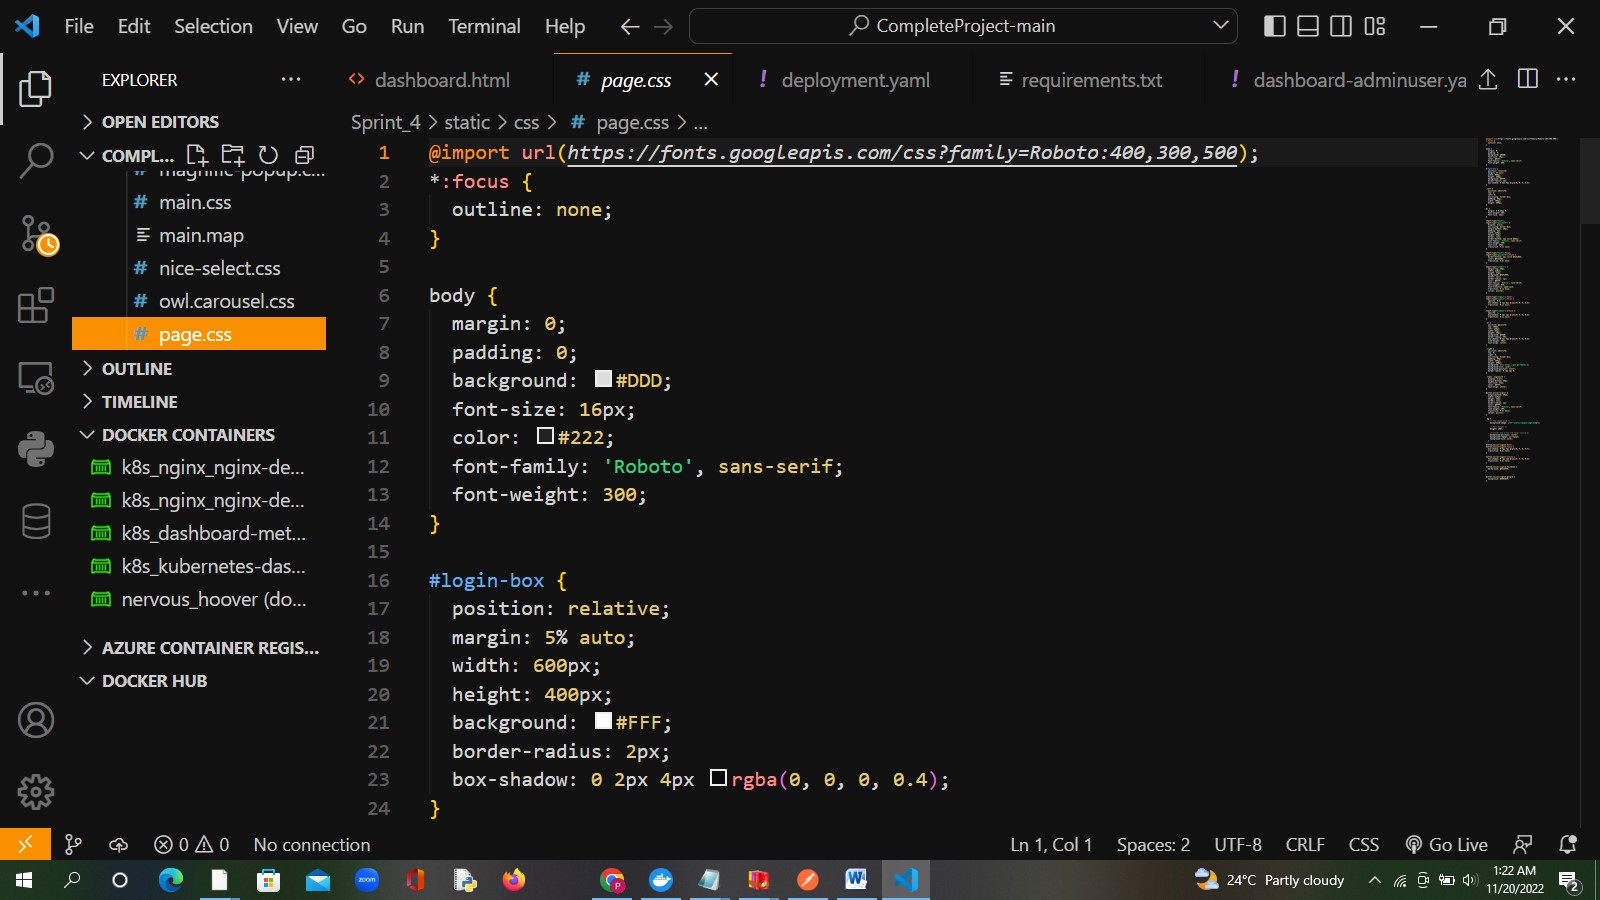 File Edit Selection View Go Run Terminal Help CompleteProject-main
EXPLORER
dashboard.html
page.css
deployment.yaml
requirements.txt
dashboard-adminuser.ya
OPEN EDITORS
COMPL...
magnific-popup.c...
main.css
main.map
nice-select.css
owl.carousel.css
page.css
OUTLINE
TIMELINE
DOCKER CONTAINERS
k8s_nginx_nginx-de...
k8s_nginx_nginx-de...
k8s_dashboard-met...
k8s_kubernetes-das...
nervous_hoover (do...
AZURE CONTAINER REGIS...
DOCKER HUB
Sprint_4 > static > css > # page.css > ...
1 @import url(https://fonts.googleapis.com/css?family=Roboto:400,300,500);
2 *:focus {
3 outline: none;
4 }
5
6 body {
7 margin: 0;
8 padding: 0;
9 background: #DDD;
10 font-size: 16px;
11 color: #222;
12 font-family: 'Roboto', sans-serif;
13 font-weight: 300;
14 }
15
16 #login-box {
17 position: relative;
18 margin: 5% auto;
19 width: 600px;
20 height: 400px;
21 background: #FFF;
22 border-radius: 2px;
23 box-shadow: 0 2px 4px rgba(0, 0, 0, 0.4);
24 }
0 0 No connection Ln 1, Col 1 Spaces: 2 UTF-8 CRLF CSS Go Live
zoom
24°C Partly cloudy
1:22 AM
11/20/2022
2